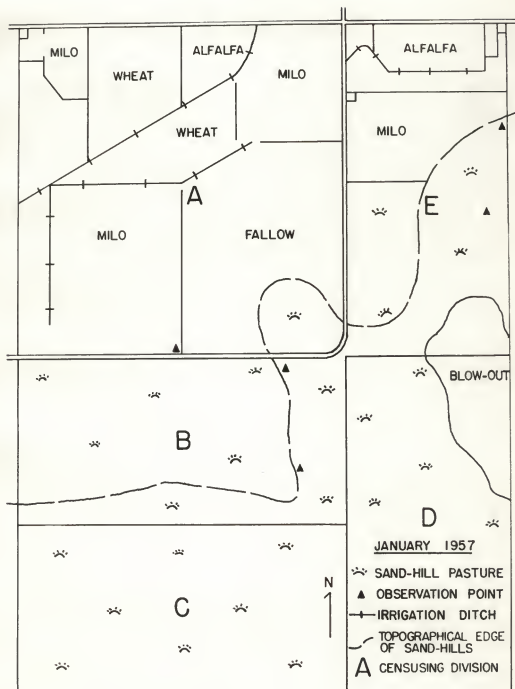 MILO
WHEAT
ALFALFA
MILO
ALFALFA
WHEAT
MILO
A
E
MILO
FALLOW
BLOW-OUT
B
D
C
N
JANUARY 1957
SAND-HILL PASTURE
OBSERVATION POINT
IRRIGATION DITCH
TOPOGRAPHICAL EDGE
OF SAND-HILLS
A CENSUSING DIVISION